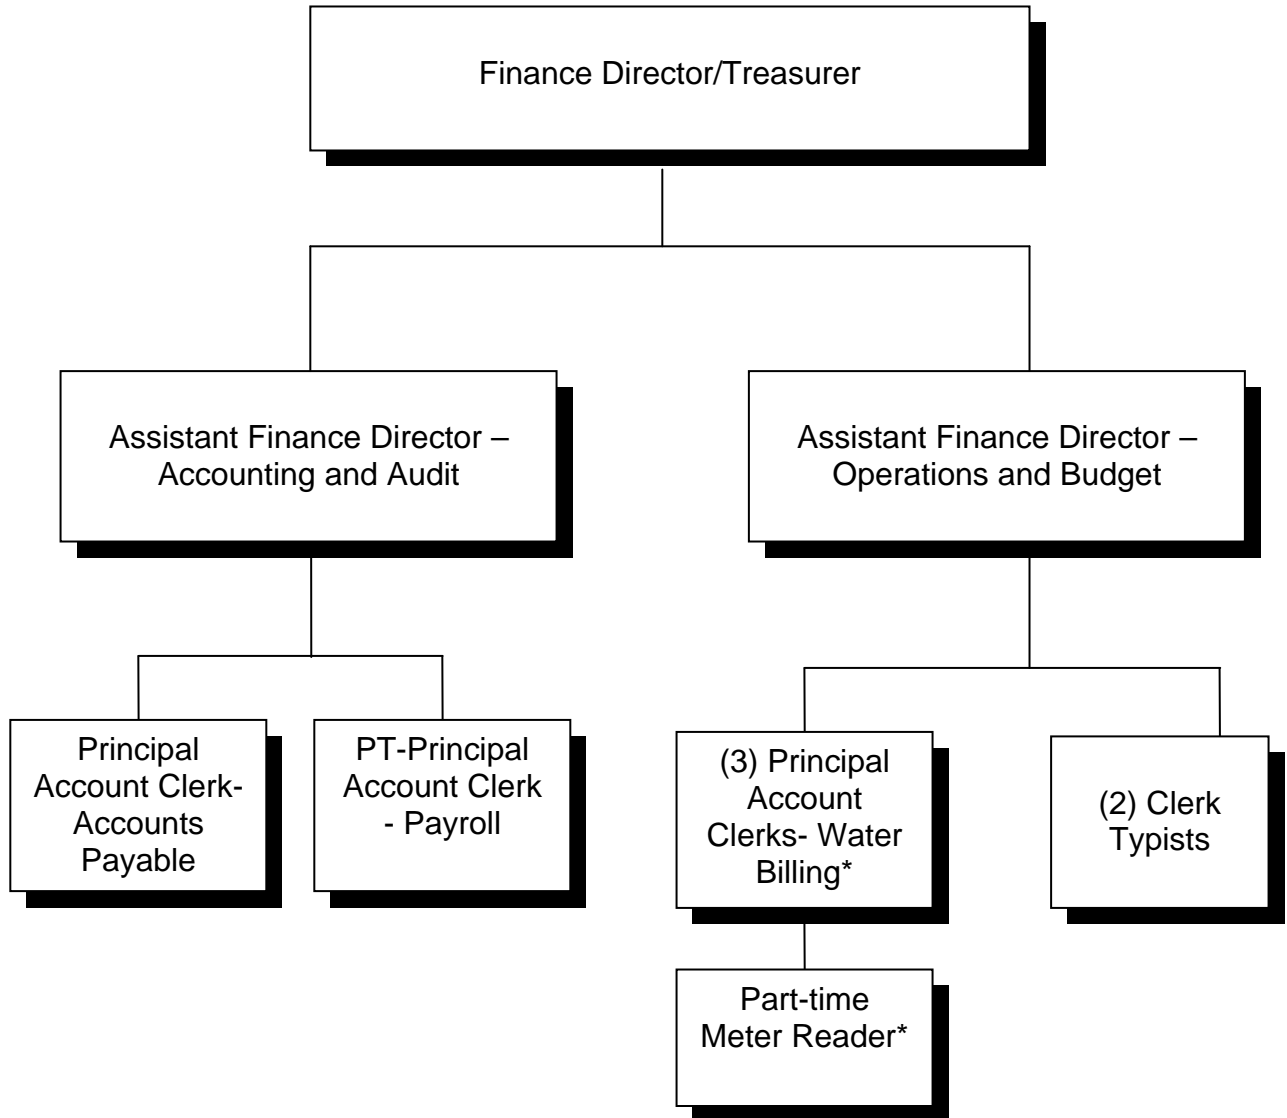 Finance Director/Treasurer
Assistant Finance Director –
Accounting and Audit
Assistant Finance Director –
Operations and Budget
Principal
Account Clerk-
Accounts
Payable
PT-Principal
Account Clerk
- Payroll
(3) Principal
Account
Clerks- Water
Billing*
(2) Clerk
Typists
Part-time
Meter Reader*